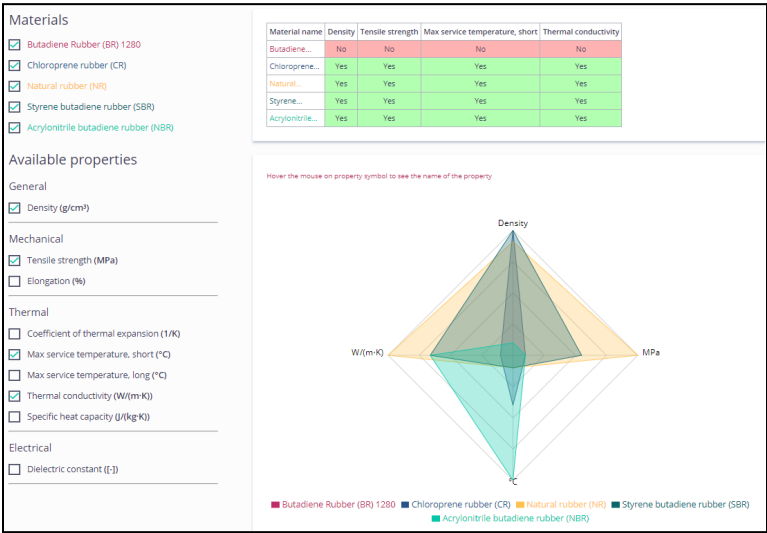 Materials
Butadiene Rubber (BR) 1280
Chloroprene rubber (CR)
Natural rubber (NR)
Styrene butadiene rubber (SBR)
Acrylonitrile butadiene rubber (NBR)
Available properties
General
Density (g/cm³)
Mechanical
Tensile strength (MPa)
Elongation (%)
Thermal
Coefficient of thermal expansion (1/K)
Max service temperature, short (°C)
Max service temperature, long (°C)
Thermal conductivity (W/(m·K))
Specific heat capacity (J/(kg·K))
Electrical
Dielectric constant ([-])
Material name Density Tensile strength Max service temperature, short Thermal conductivity
Butadiene... No No No No
Chloroprene... Yes Yes Yes Yes
Natural... Yes Yes Yes Yes
Styrene... Yes Yes Yes Yes
Acrylonitrile... Yes Yes Yes Yes
Hover the mouse on property symbol to see the name of the property
Density
W/(m·K) MPa
°C
Butadiene Rubber (BR) 1280 Chloroprene rubber (CR) Natural rubber (NR) Styrene butadiene rubber (SBR)
Acrylonitrile butadiene rubber (NBR)